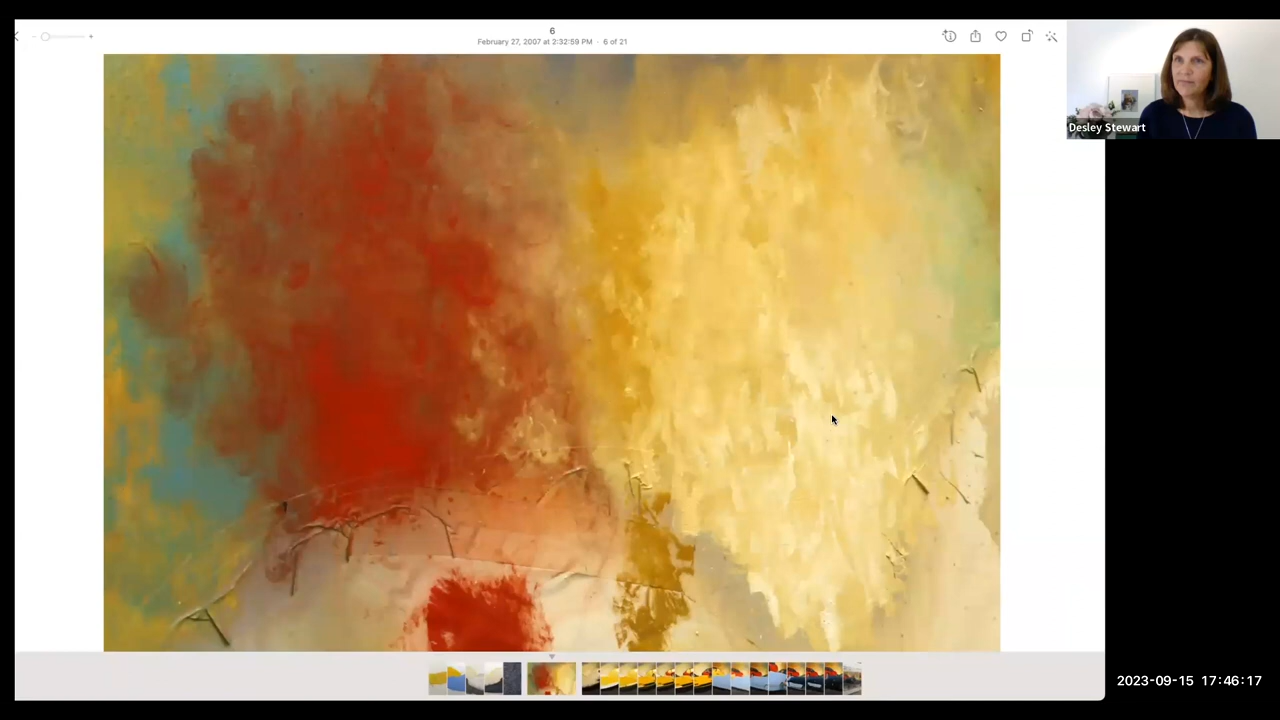 6
February 27, 2007 at 2:32:59 PM - 6 of 21
Desley Stewart
2023-09-15 17:46:17